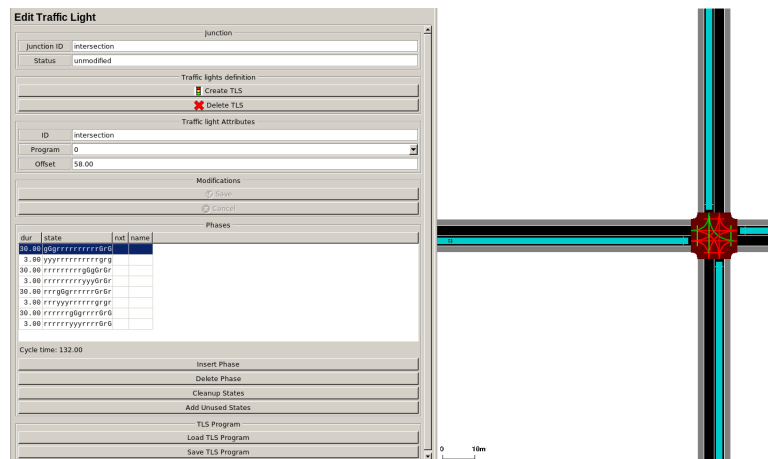 Edit Traffic Light
Junction
Junction ID intersection
Status unmodified
Traffic lights definition
Create TLS
Delete TLS
Traffic light Attributes
ID intersection
Program 0
Offset 58.00
Modifications
Save
Cancel
Phases
dur state nxt name
30.00 gGgrrrrrrrrrGrG
3.00 yyyrrrrrrrrrgrg
30.00 rrrrrrrrrgGgGrGr
3.00 rrrrrrrrryyyGrGr
30.00 rrrgGgrrrrrrGrGr
3.00 rrryyyrrrrrrgrgr
30.00 rrrrrrgGgrrrrGrG
3.00 rrrrrryyyrrrrGrG
Cycle time: 132.00
Insert Phase
Delete Phase
Cleanup States
Add Unused States
TLS Program
Load TLS Program
Save TLS Program
0 10m